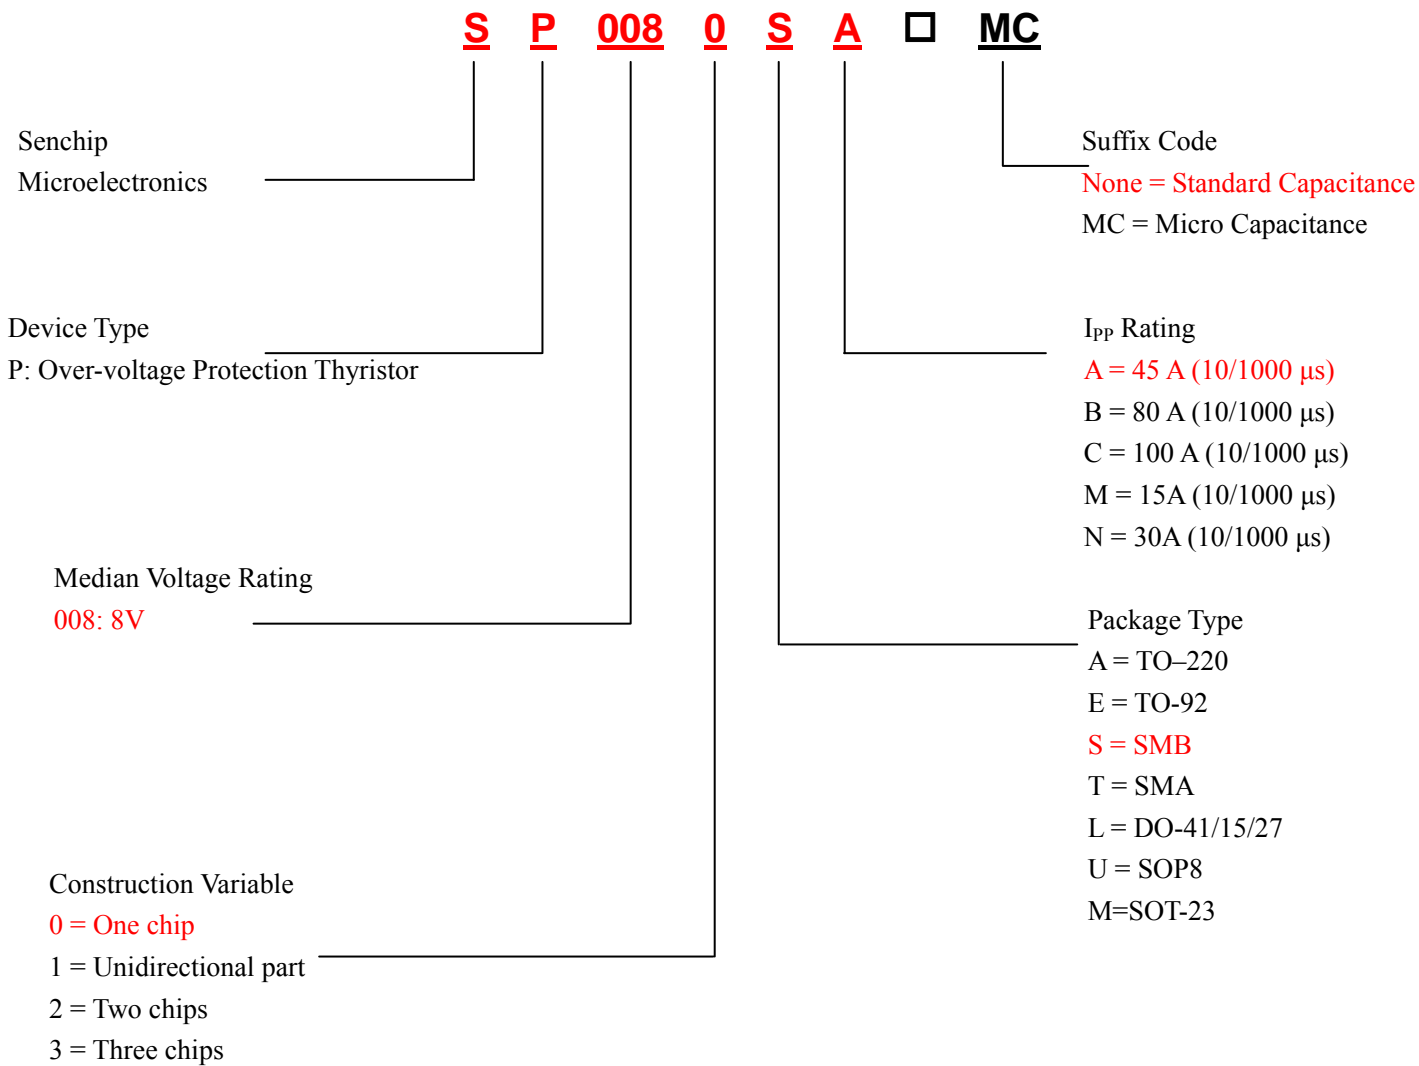 S P 008 0 S A □ MC
Senchip
Microelectronics
Suffix Code
None = Standard Capacitance
MC = Micro Capacitance
Device Type
P: Over-voltage Protection Thyristor
IPP Rating
A = 45 A (10/1000 μs)
B = 80 A (10/1000 μs)
C = 100 A (10/1000 μs)
M = 15A (10/1000 μs)
N = 30A (10/1000 μs)
Median Voltage Rating
008: 8V
Package Type
A = TO–220
E = TO-92
S = SMB
T = SMA
L = DO-41/15/27
U = SOP8
M=SOT-23
Construction Variable
0 = One chip
1 = Unidirectional part
2 = Two chips
3 = Three chips